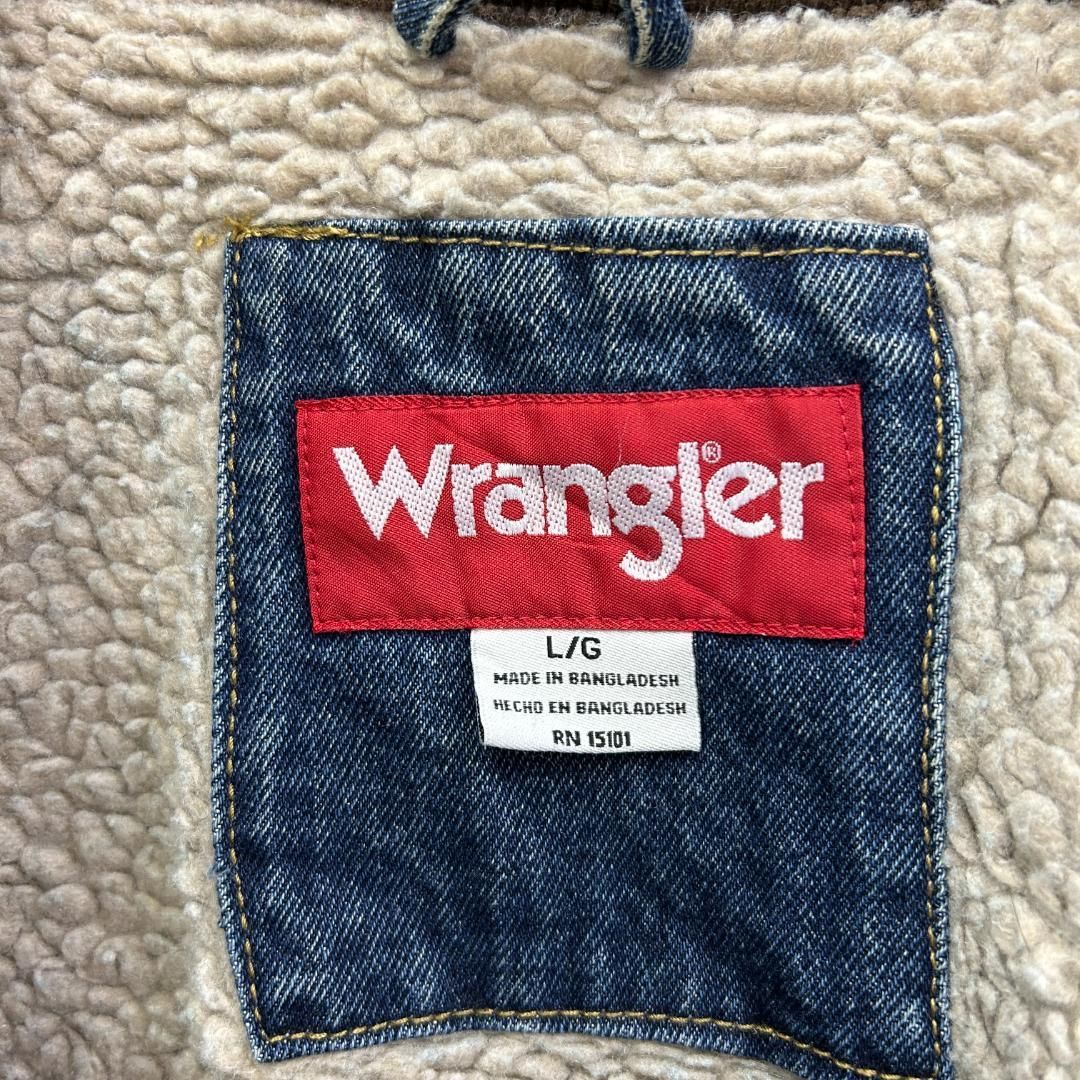 Wrangler®
L/G
MADE IN BANGLADESH
HECHO EN BANGLADESH
RN 15101